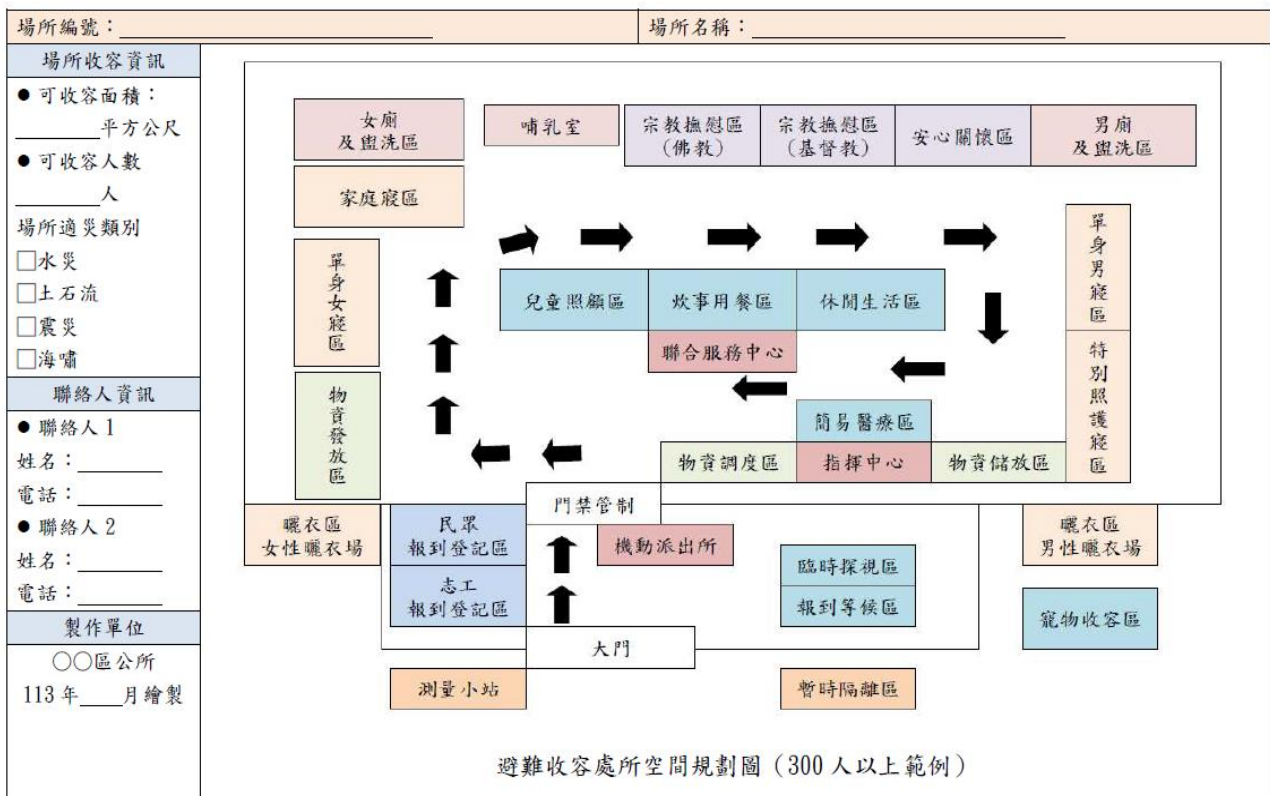 場所編號：
場所名稱：
場所收容資訊
● 可收容面積：
平方公尺
● 可收容人數
人
場所適災類別
□水災
□土石流
□震災
□海嘯
聯絡人資訊
● 聯絡人1
姓名：
電話：
● 聯絡人2
姓名：
電話：
製作單位
○○區公所
113年____月繪製
女廁
及盥洗區
哺乳室
宗教撫慰區
(佛教)
宗教撫慰區
(基督教)
安心關懷區
男廁
及盥洗區
家庭寢區
單身女寢區
物資發放區
兒童照顧區
炊事用餐區
休閒生活區
聯合服務中心
單身男寢區
特別照護寢區
簡易醫療區
物資調度區
指揮中心
物資儲放區
門禁管制
曬衣區
女性曬衣場
民眾
報到登記區
志工
報到登記區
機動派出所
臨時探視區
報到等候區
曬衣區
男性曬衣場
寵物收容區
大門
測量小站
暫時隔離區
避難收容處所空間規劃圖（300人以上範例）